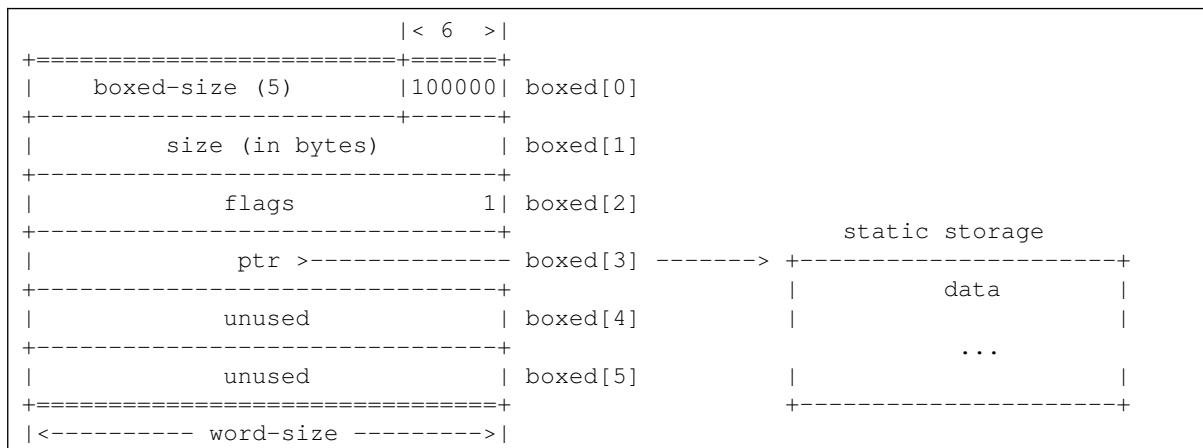 |< 6  >|
+=========================+======+
|    boxed-size (5)       |100000| boxed[0]
+-------------------------+------+
|         size (in bytes)        | boxed[1]
+--------------------------------+
|             flags             1| boxed[2]
+--------------------------------+                       static storage
|              ptr >-------------- boxed[3] -------> +----------------------+
+--------------------------------+                   |          data        |
|             unused             | boxed[4]          |                      |
+--------------------------------+                               ...
|             unused             | boxed[5]          |                      |
+================================+                   +----------------------+
|<---------- word-size --------->|